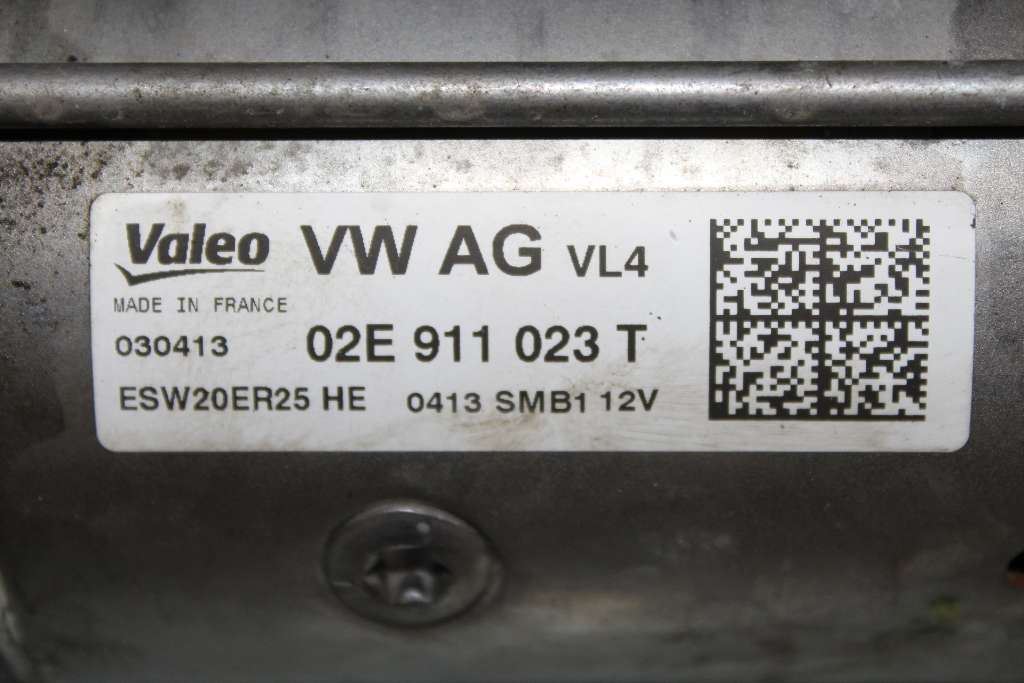 Valeo VW AG VL4
MADE IN FRANCE
030413 02E 911 023 T
ESW20ER25 HE 0413 SMB1 12V